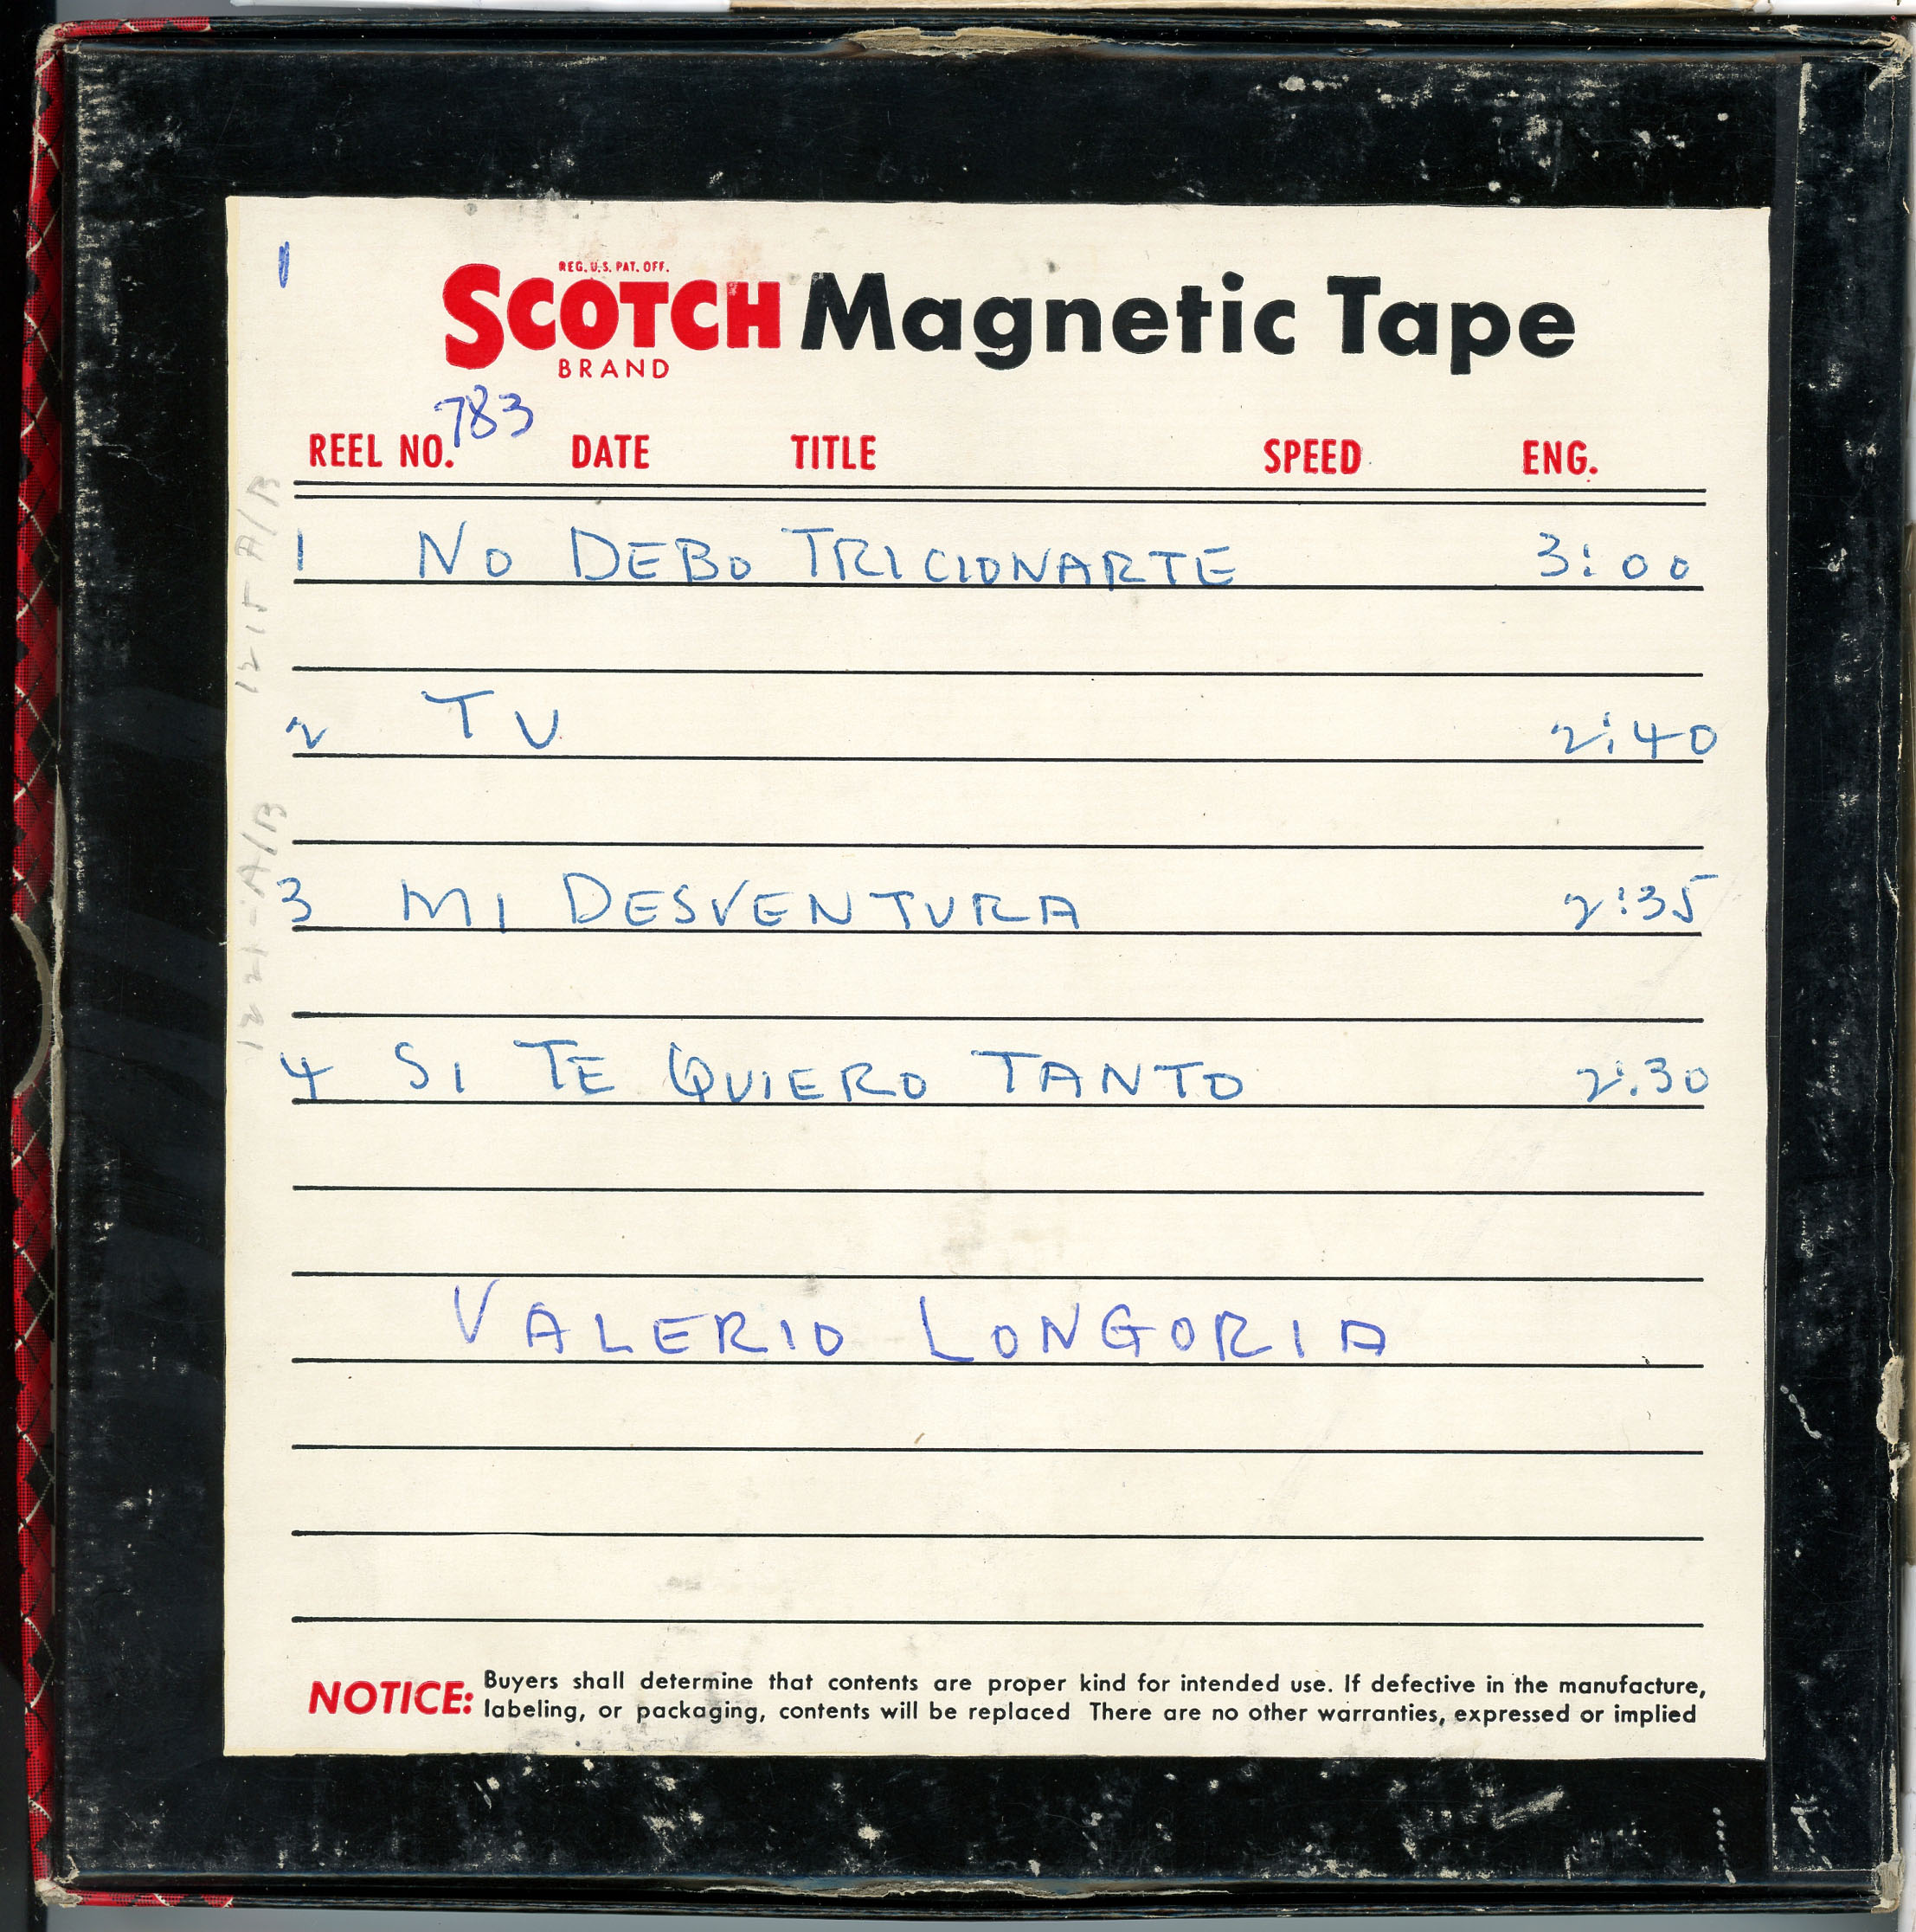 REG. U.S. PAT. OFF.
SCOTCH Magnetic Tape
BRAND
783
REEL NO. DATE TITLE SPEED ENG.
1 NO DEBO TRICIONARTE 3:00
2 TU 2:40
3 MI DESVENTURA 2:35
4 SI TE QUIERO TANTO 2:30
VALERIO LONGORIA
NOTICE: Buyers shall determine that contents are proper kind for intended use. If defective in the manufacture,
labeling, or packaging, contents will be replaced There are no other warranties, expressed or implied
1215 A/B
1221-A/B